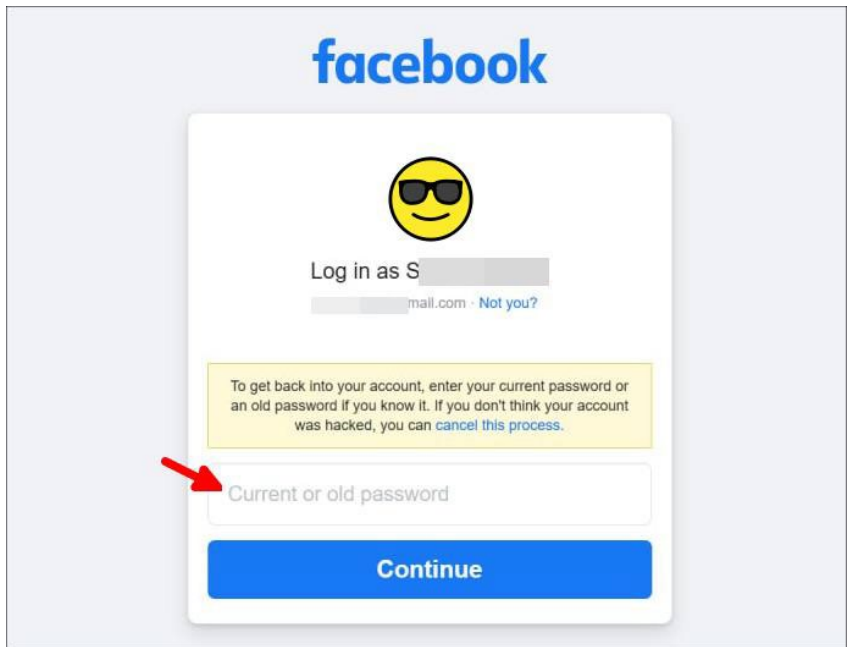 facebook
Log in as S
mail.com · Not you?
To get back into your account, enter your current password or
an old password if you know it. If you don't think your account
was hacked, you can cancel this process.
Current or old password
Continue